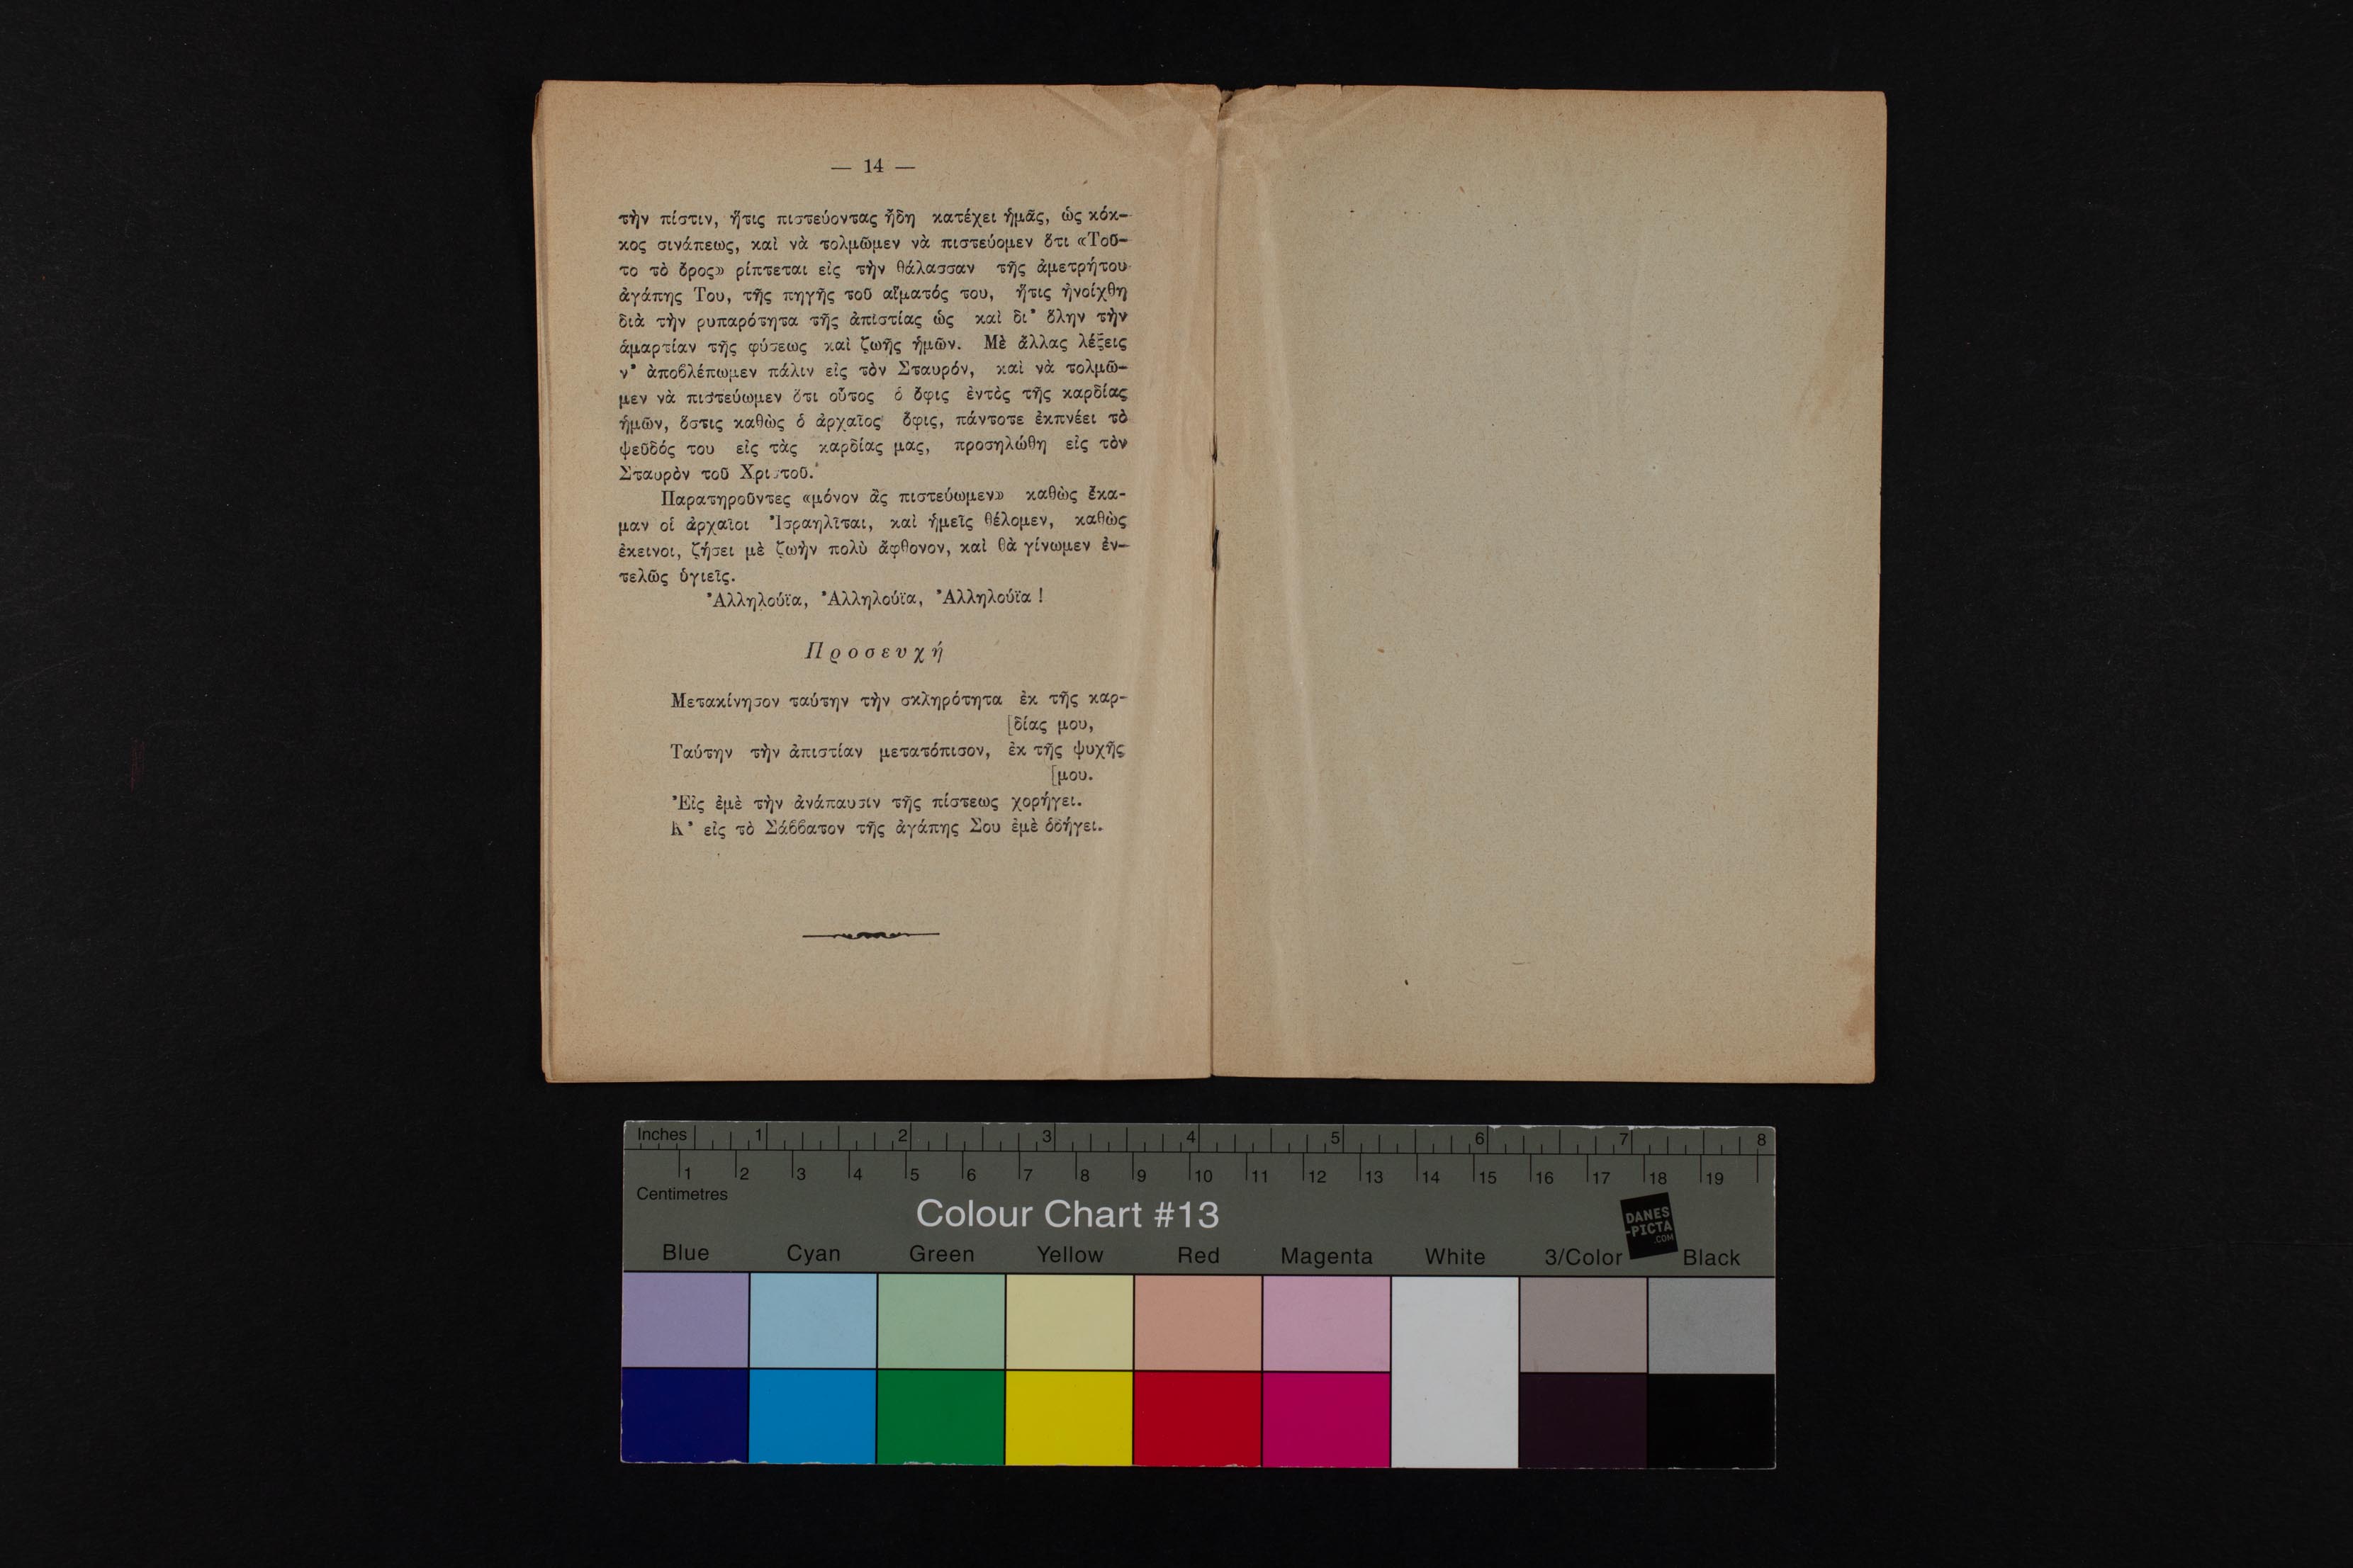 — 14 —
τὴν πίστιν, ἥτις πιστεύοντας ἤδη κατέχει ἡμᾶς, ὡς κόκ-
κος σινάπεως, καὶ νὰ τολμῶμεν νὰ πιστεύομεν ὅτι «Τοῦ-
το τὸ ὄρος» ρίπτεται εἰς τὴν θάλασσαν τῆς ἀμετρήτου
ἀγάπης Του, τῆς πηγῆς τοῦ αἵματός του, ἥτις ἠνοίχθη
διὰ τὴν ρυπαρότητα τῆς ἀπιστίας ὡς καὶ δι' ὅλην τὴν
ἁμαρτίαν τῆς φύσεως καὶ ζωῆς ἡμῶν. Μὲ ἄλλας λέξεις
ν' ἀποβλέπωμεν πάλιν εἰς τὸν Σταυρόν, καὶ νὰ τολμῶ-
μεν νὰ πιστεύωμεν ὅτι οὗτος ὁ ὄφις ἐντὸς τῆς καρδίας
ἡμῶν, ὅστις καθὼς ὁ ἀρχαῖος ὄφις, πάντοτε ἐκπνέει τὸ
ψεῦδός του εἰς τὰς καρδίας μας, προσηλώθη εἰς τὸν
Σταυρὸν τοῦ Χριστοῦ.
Παρατηροῦντες «μόνον ἂς πιστεύωμεν» καθὼς ἔκα-
μαν οἱ ἀρχαῖοι Ἰσραηλῖται, καὶ ἡμεῖς θέλομεν, καθὼς
ἐκεινοι, ζήσει μὲ ζωὴν πολὺ ἄφθονον, καὶ θὰ γίνωμεν ἐν-
τελῶς ὑγιεῖς.
Ἀλληλούϊα, Ἀλληλούϊα, Ἀλληλούϊα !
Προσευχή
Μετακίνησον ταύτην τὴν σκληρότητα ἐκ τῆς καρ-
[δίας μου,
Ταύτην τὴν ἀπιστίαν μετατόπισον, ἐκ τῆς ψυχῆς
[μου.
Ἐἰς ἐμὲ τὴν ἀνάπαυσιν τῆς πίστεως χορήγει.
Κ' εἰς τὸ Σάββατον τῆς ἀγάπης Σου ἐμὲ ὁδήγει.
Inches 1 2 3 4 5 6 7 8
1 2 3 4 5 6 7 8 9 10 11 12 13 14 15 16 17 18 19
Centimetres
Colour Chart #13
DANES
-PICTA
.COM
Blue Cyan Green Yellow Red Magenta White 3/Color Black